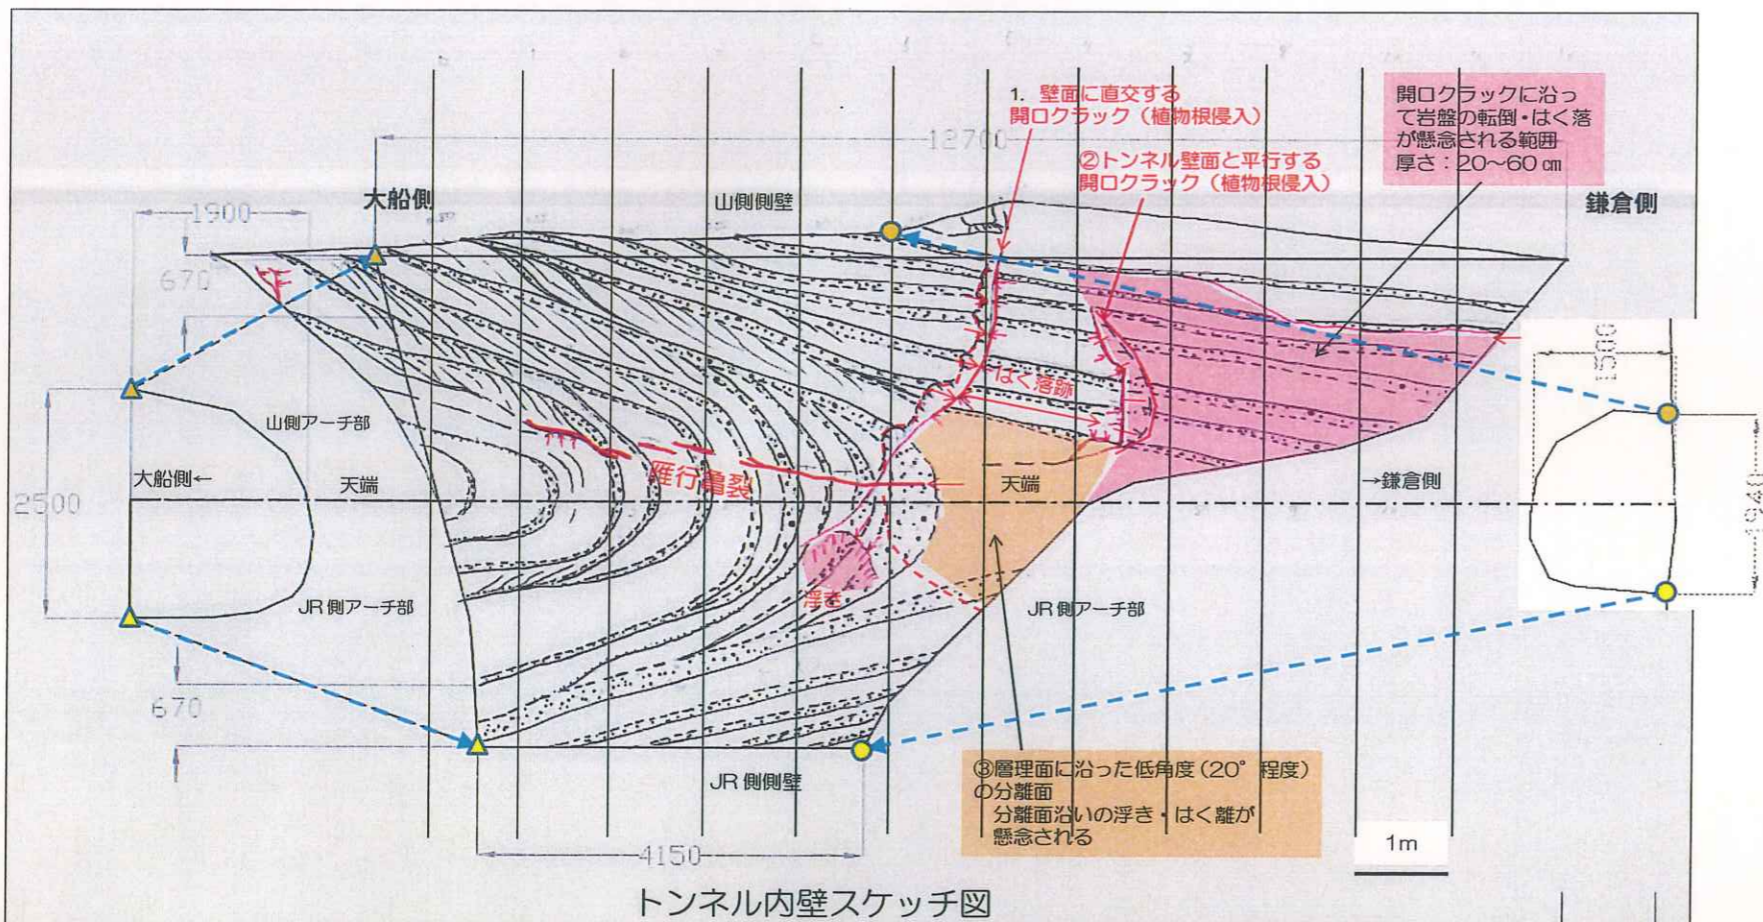 1. 壁面に直交する
開口クラック（植物根侵入）
開口クラックに沿っ
て岩盤の転倒・はく落
が懸念される範囲
厚さ：20～60㎝
12700
②トンネル壁面と平行する
開口クラック（植物根侵入）
大船側
山側側壁
鎌倉側
1900
670
1500
はく落跡
山側アーチ部
雁行亀裂
大船側←
天端
天端
→鎌倉側
2500
1940
浮き
JR側アーチ部
JR側アーチ部
670
③層理面に沿った低角度（20°程度）
の分離面
分離面沿いの浮き・はく離が
懸念される
JR側側壁
4150
1m
トンネル内壁スケッチ図